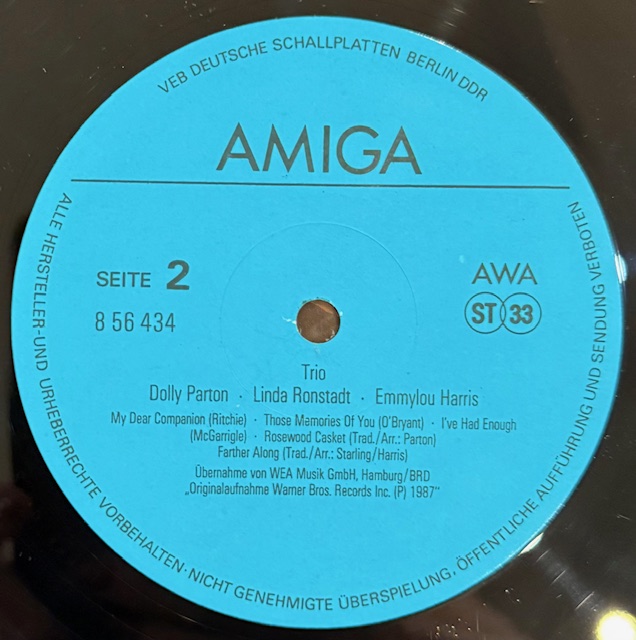 VEB DEUTSCHE SCHALLPLATTEN BERLIN DDR
AMIGA
SEITE 2
AWA
8 56 434
ST 33
Trio
Dolly Parton · Linda Ronstadt · Emmylou Harris
My Dear Companion (Ritchie) · Those Memories Of You (O'Bryant) · I've Had Enough
(McGarrigle) · Rosewood Casket (Trad./Arr.: Parton)
Farther Along (Trad./Arr.: Starling/Harris)
Übernahme von WEA Musik GmbH, Hamburg/BRD
„Originalaufnahme Warner Bros. Records Inc. (P) 1987"
ALLE HERSTELLER- UND URHEBERRECHTE VORBEHALTEN · NICHT GENEHMIGTE ÜBERSPIELUNG, ÖFFENTLICHE AUFFÜHRUNG UND SENDUNG VERBOTEN